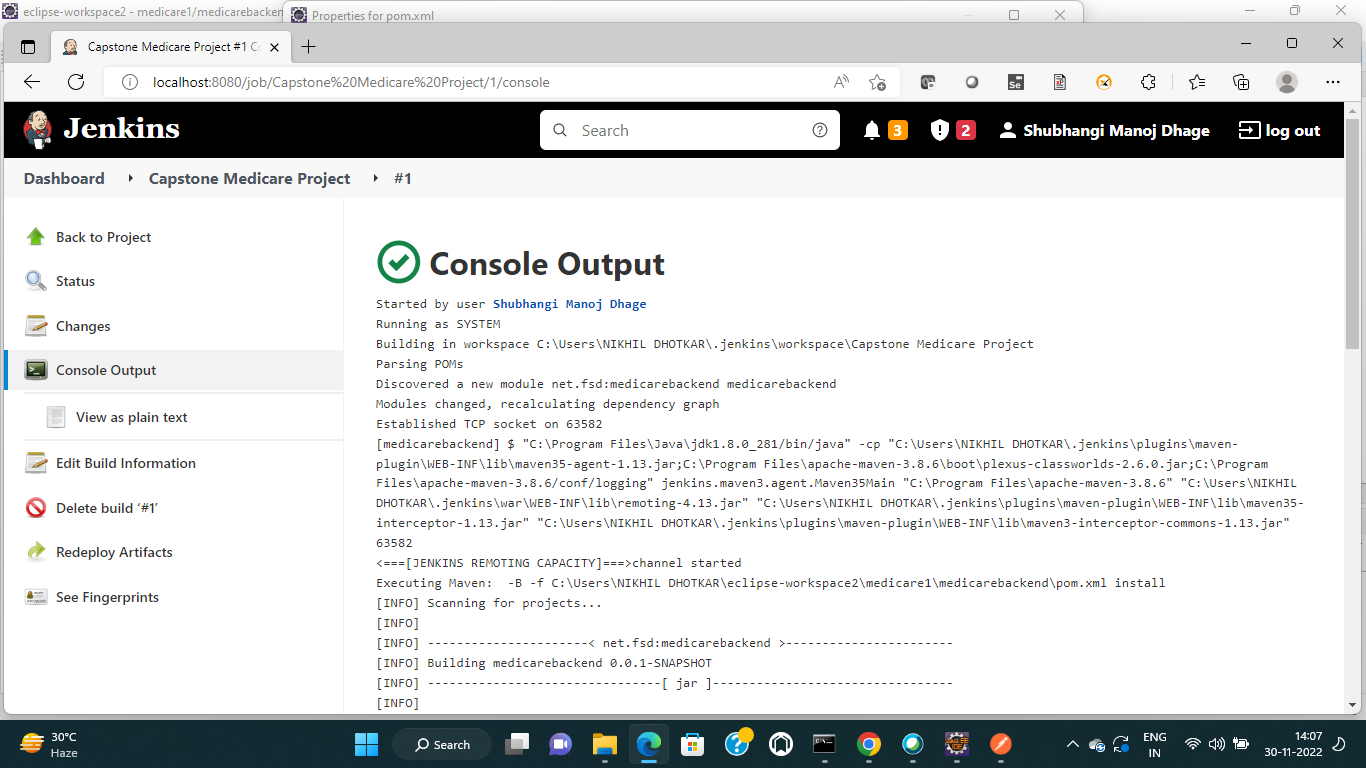 eclipse-workspace2 - medicare1/medicarebacken
Properties for pom.xml
Capstone Medicare Project #1 Co
localhost:8080/job/Capstone%20Medicare%20Project/1/console
Jenkins
Search
3
2
Shubhangi Manoj Dhage
log out
Dashboard
Capstone Medicare Project
#1
Back to Project
Status
Changes
Console Output
View as plain text
Edit Build Information
Delete build ‘#1’
Redeploy Artifacts
See Fingerprints
Console Output
Started by user Shubhangi Manoj Dhage
Running as SYSTEM
Building in workspace C:\Users\NIKHIL DHOTKAR\.jenkins\workspace\Capstone Medicare Project
Parsing POMs
Discovered a new module net.fsd:medicarebackend medicarebackend
Modules changed, recalculating dependency graph
Established TCP socket on 63582
[medicarebackend] $ "C:\Program Files\Java\jdk1.8.0_281/bin/java" -cp "C:\Users\NIKHIL DHOTKAR\.jenkins\plugins\maven-
plugin\WEB-INF\lib\maven35-agent-1.13.jar;C:\Program Files\apache-maven-3.8.6\boot\plexus-classworlds-2.6.0.jar;C:\Program
Files\apache-maven-3.8.6/conf/logging" jenkins.maven3.agent.Maven35Main "C:\Program Files\apache-maven-3.8.6" "C:\Users\NIKHIL
DHOTKAR\.jenkins\war\WEB-INF\lib\remoting-4.13.jar" "C:\Users\NIKHIL DHOTKAR\.jenkins\plugins\maven-plugin\WEB-INF\lib\maven35-
interceptor-1.13.jar" "C:\Users\NIKHIL DHOTKAR\.jenkins\plugins\maven-plugin\WEB-INF\lib\maven3-interceptor-commons-1.13.jar"
63582
<===[JENKINS REMOTING CAPACITY]===>channel started
Executing Maven:  -B -f C:\Users\NIKHIL DHOTKAR\eclipse-workspace2\medicare1\medicarebackend\pom.xml install
[INFO] Scanning for projects...
[INFO]
[INFO] ----------------------< net.fsd:medicarebackend >-----------------------
[INFO] Building medicarebackend 0.0.1-SNAPSHOT
[INFO] --------------------------------[ jar ]---------------------------------
[INFO]
30°C
Haze
Search
ENG
IN
14:07
30-11-2022